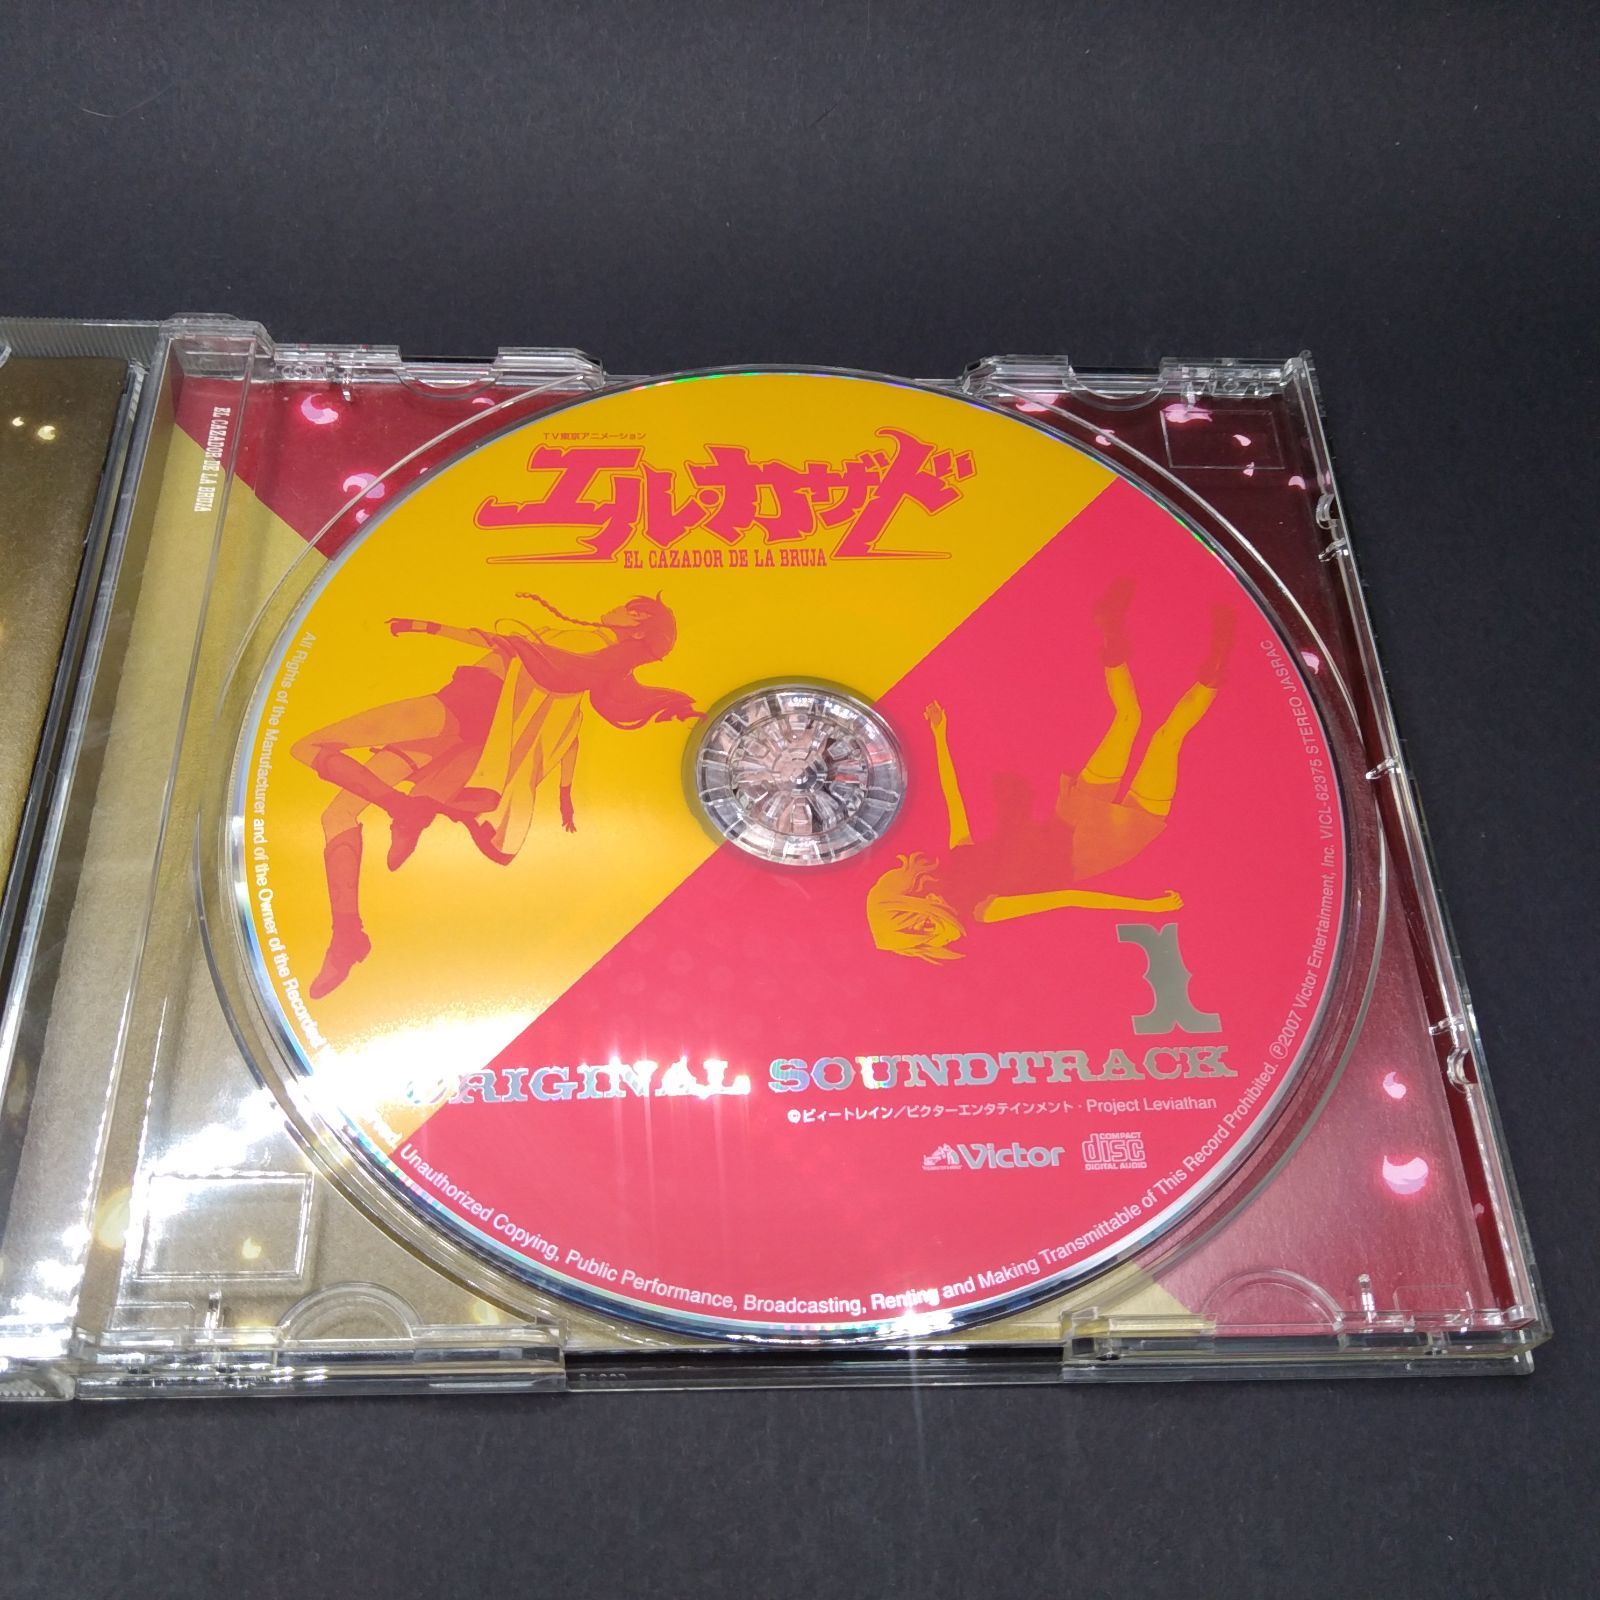 TV東京アニメーション
エル・カザド
EL CAZADOR DE LA BRUJA
EL CAZADOR DE LA BRUJA
1
ORIGINAL SOUNDTRACK
©ビィートレイン/ビクターエンタテインメント・Project Leviathan
Victor
COMPACT
disc
DIGITAL AUDIO
All Rights of the Manufacturer and of the Owner of the Recorded
Unauthorized Copying, Public Performance, Broadcasting, Renting and Making Transmittable of This Record Prohibited. ℗2007 Victor Entertainment, Inc. VICL-62375 STEREO JASRAC